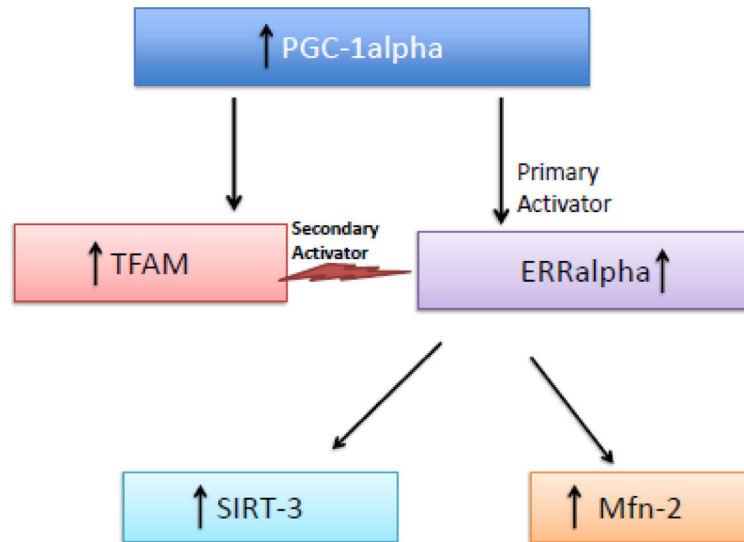 ↑ PGC-1alpha
Primary
Activator
Secondary
Activator
↑ TFAM
ERRalpha ↑
↑ SIRT-3
↑ Mfn-2